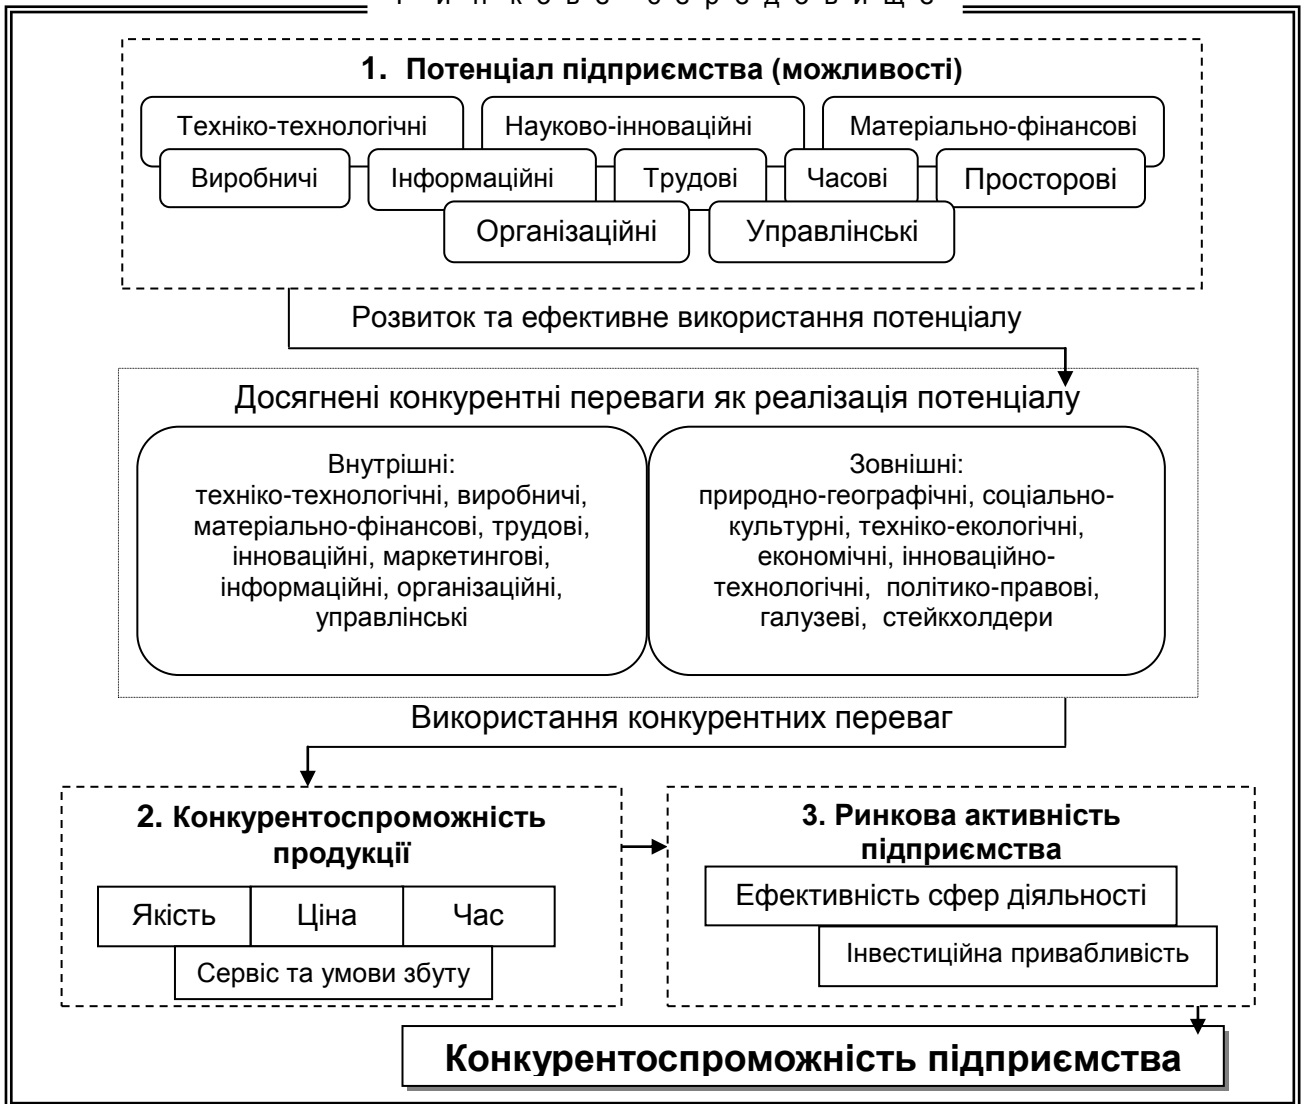 Ринкове середовище
1. Потенціал підприємства (можливості)
Техніко-технологічні Науково-інноваційні Матеріально-фінансові
Виробничі Інформаційні Трудові Часові Просторові
Організаційні Управлінські
Розвиток та ефективне використання потенціалу
Досягнені конкурентні переваги як реалізація потенціалу
Внутрішні:
техніко-технологічні, виробничі,
матеріально-фінансові, трудові,
інноваційні, маркетингові,
інформаційні, організаційні,
управлінські
Зовнішні:
природно-географічні, соціально-
культурні, техніко-екологічні,
економічні, інноваційно-
технологічні, політико-правові,
галузеві, стейкхолдери
Використання конкурентних переваг
2. Конкурентоспроможність
продукції
Якість Ціна Час
Сервіс та умови збуту
3. Ринкова активність
підприємства
Ефективність сфер діяльності
Інвестиційна привабливість
Конкурентоспроможність підприємства